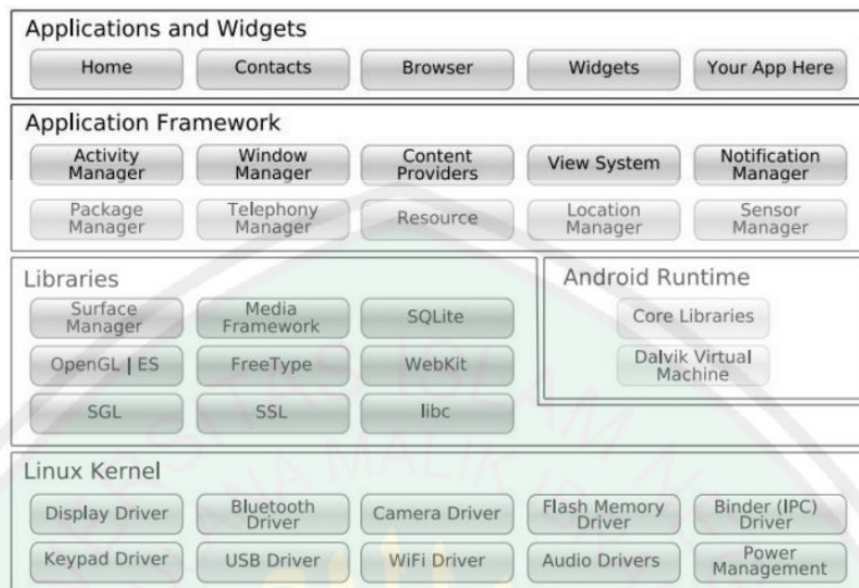 Applications and Widgets
Home Contacts Browser Widgets Your App Here
Application Framework
Activity Manager Window Manager Content Providers View System Notification Manager
Package Manager Telephony Manager Resource Location Manager Sensor Manager
Libraries
Surface Manager Media Framework SQLite
OpenGL | ES FreeType WebKit
SGL SSL libc
Android Runtime
Core Libraries
Dalvik Virtual Machine
Linux Kernel
Display Driver Bluetooth Driver Camera Driver Flash Memory Driver Binder (IPC) Driver
Keypad Driver USB Driver WiFi Driver Audio Drivers Power Management